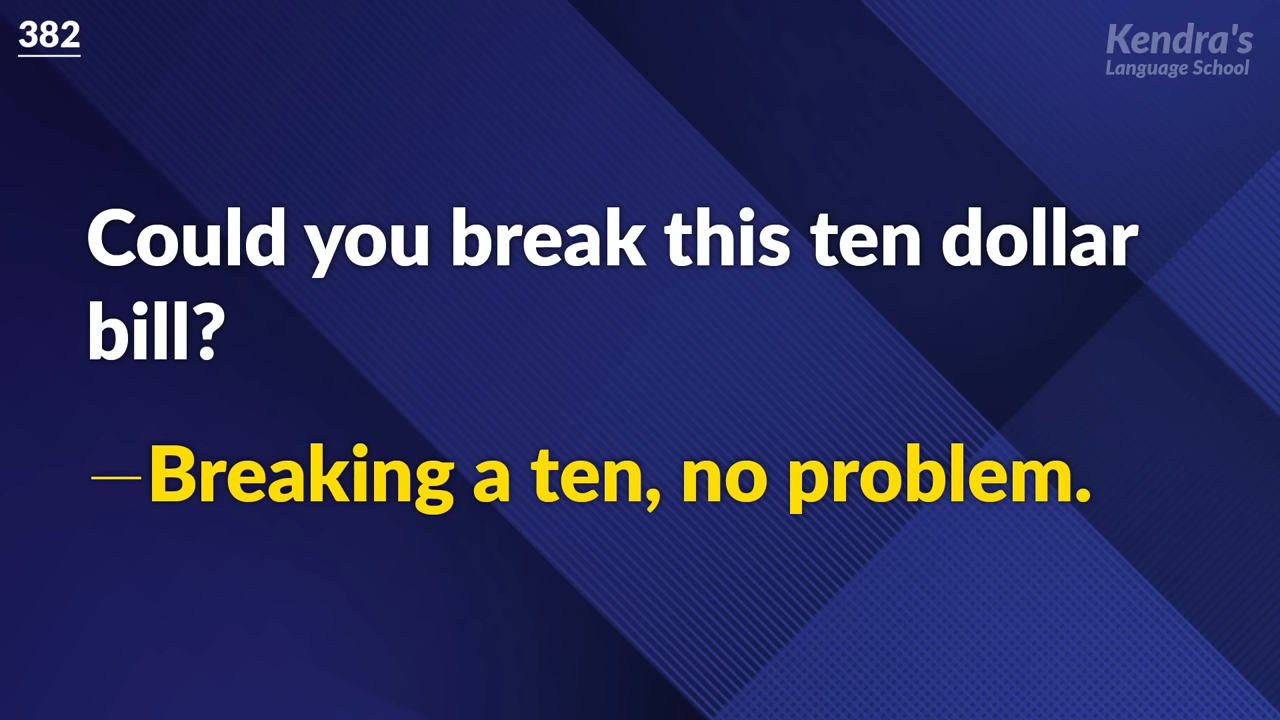 382
Kendra's
Language School
Could you break this ten dollar
bill?
—Breaking a ten, no problem.